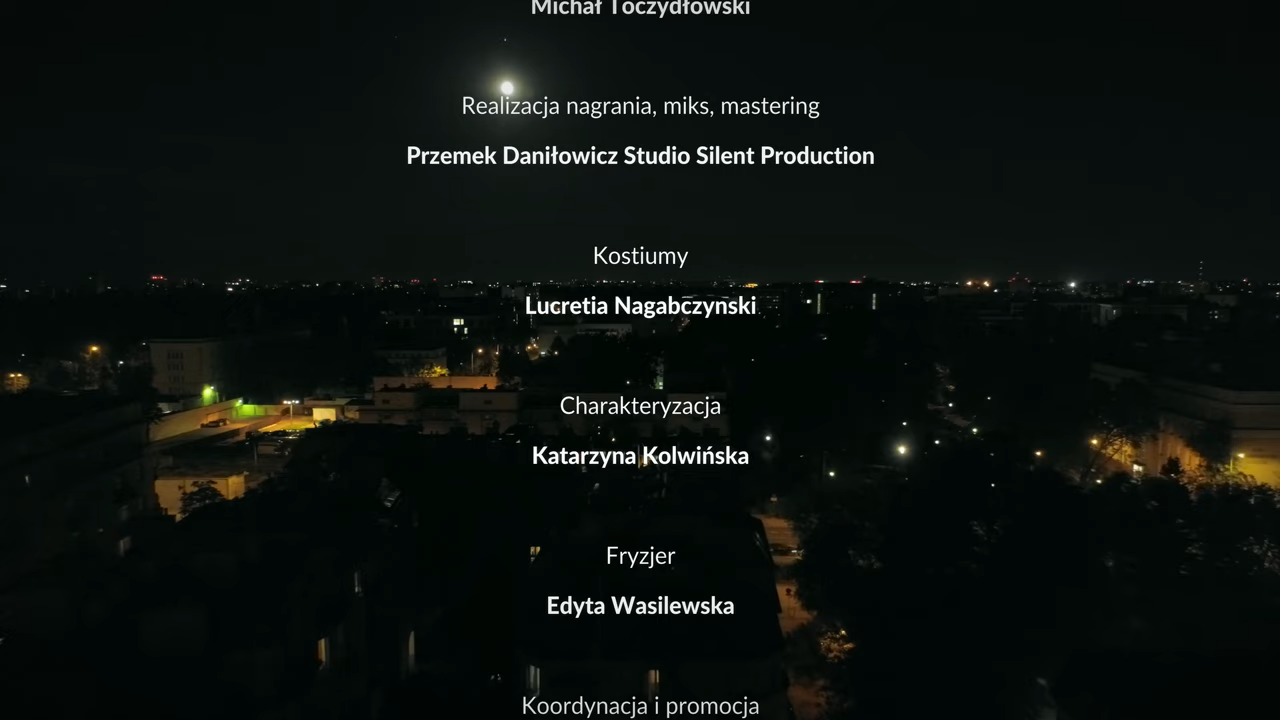 Michał Toczydłowski
Realizacja nagrania, miks, mastering
Przemek Daniłowicz Studio Silent Production
Kostiumy
Lucretia Nagabczynski
Charakteryzacja
Katarzyna Kolwińska
Fryzjer
Edyta Wasilewska
Koordynacja i promocja